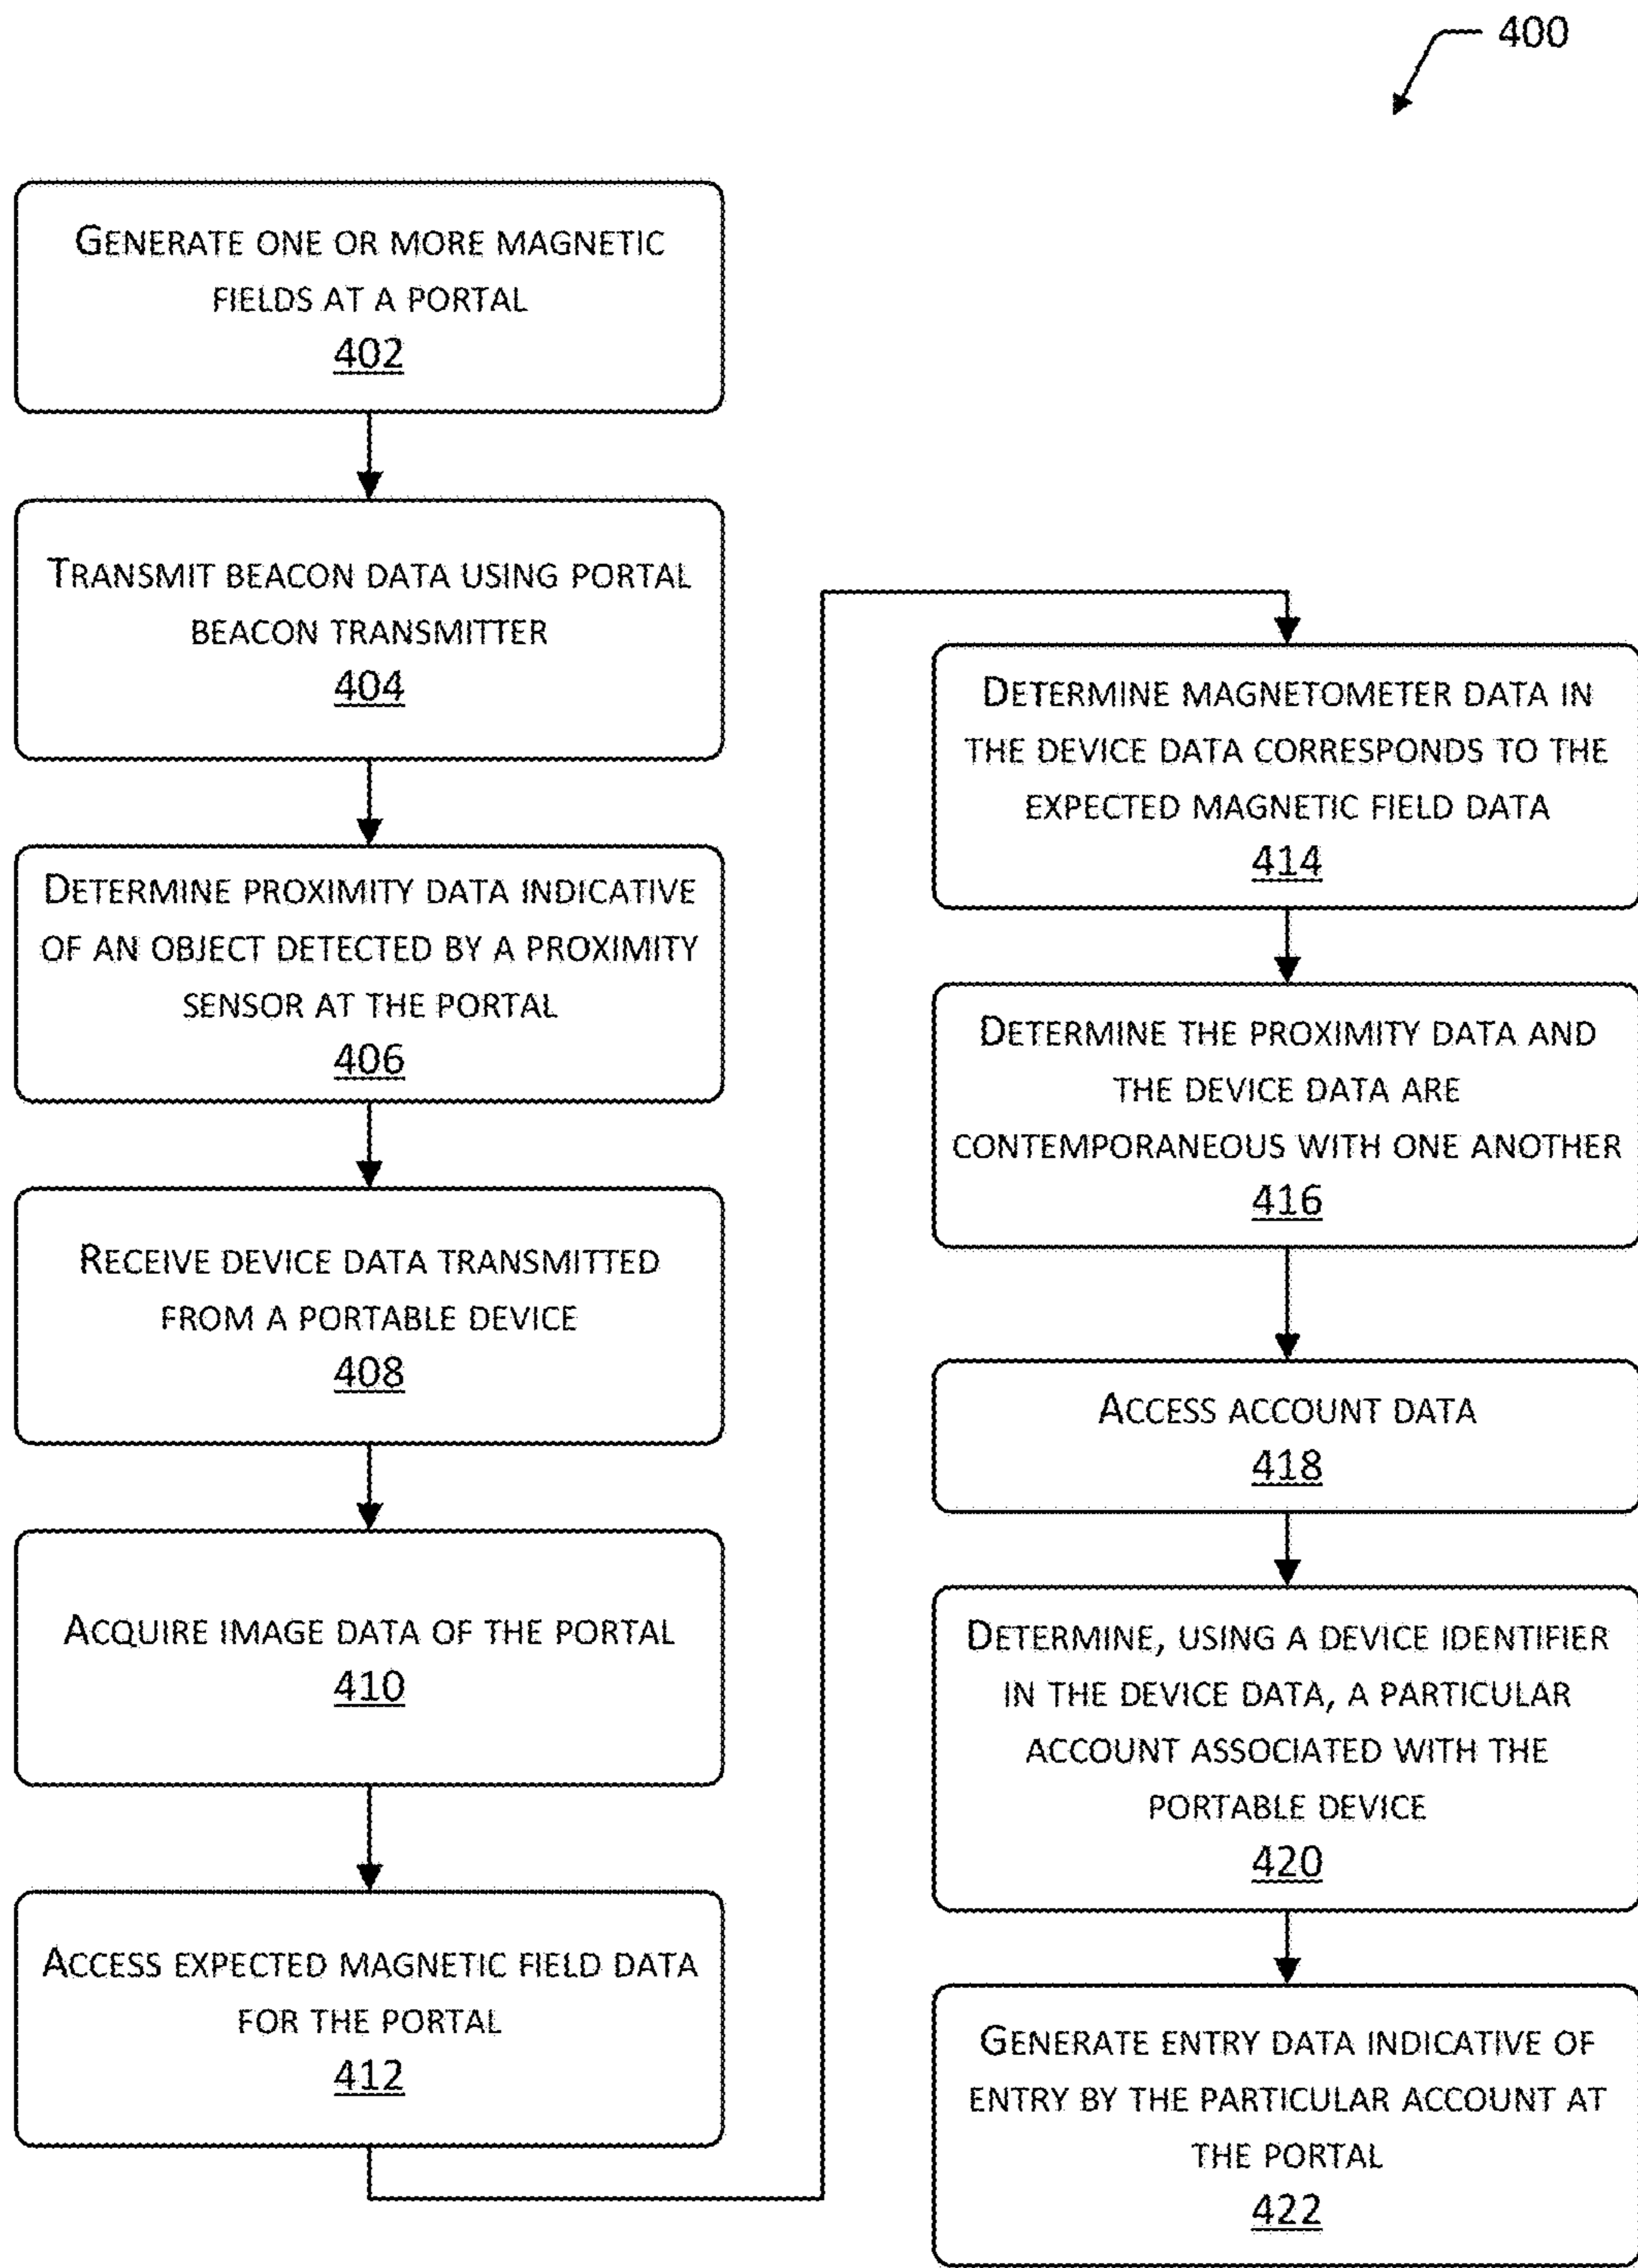 400
GENERATE ONE OR MORE MAGNETIC
FIELDS AT A PORTAL
402
TRANSMIT BEACON DATA USING PORTAL
BEACON TRANSMITTER
404
DETERMINE PROXIMITY DATA INDICATIVE
OF AN OBJECT DETECTED BY A PROXIMITY
SENSOR AT THE PORTAL
406
RECEIVE DEVICE DATA TRANSMITTED
FROM A PORTABLE DEVICE
408
ACQUIRE IMAGE DATA OF THE PORTAL
410
ACCESS EXPECTED MAGNETIC FIELD DATA
FOR THE PORTAL
412
DETERMINE MAGNETOMETER DATA IN
THE DEVICE DATA CORRESPONDS TO THE
EXPECTED MAGNETIC FIELD DATA
414
DETERMINE THE PROXIMITY DATA AND
THE DEVICE DATA ARE
CONTEMPORANEOUS WITH ONE ANOTHER
416
ACCESS ACCOUNT DATA
418
DETERMINE, USING A DEVICE IDENTIFIER
IN THE DEVICE DATA, A PARTICULAR
ACCOUNT ASSOCIATED WITH THE
PORTABLE DEVICE
420
GENERATE ENTRY DATA INDICATIVE OF
ENTRY BY THE PARTICULAR ACCOUNT AT
THE PORTAL
422